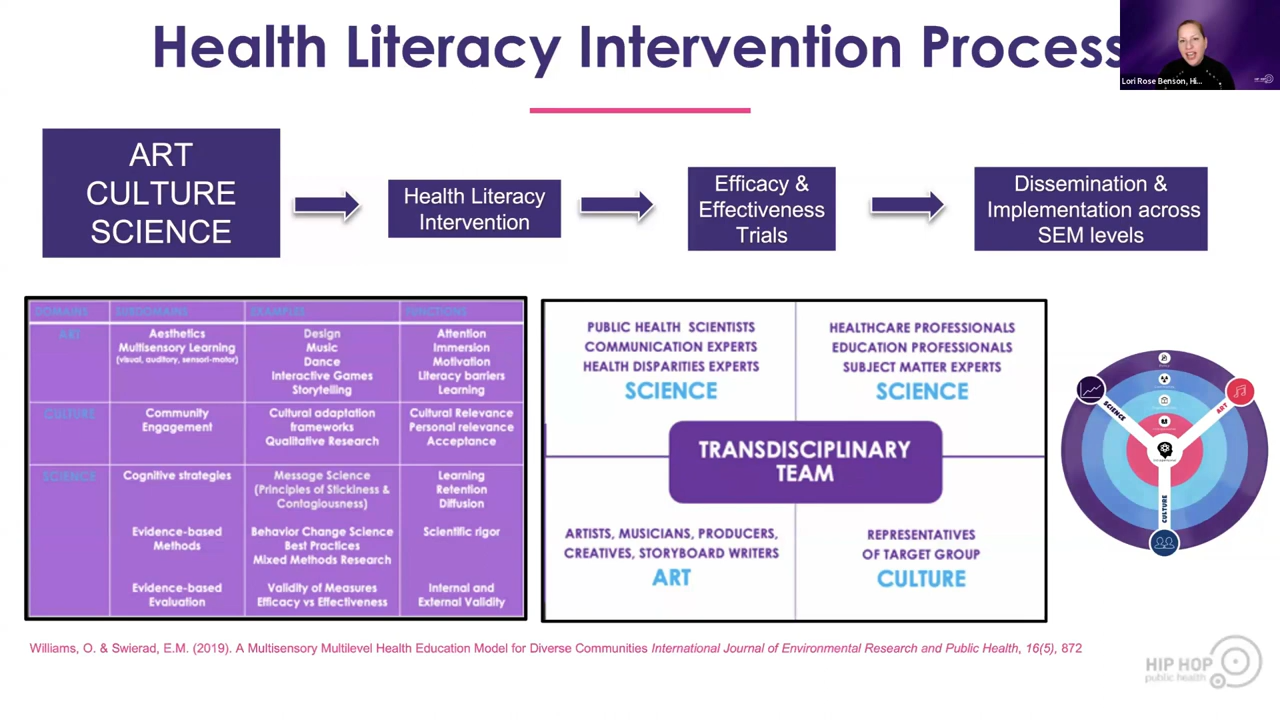 Health Literacy Intervention Process
Lori Rose Benson, Hi...
HIP HOP
ART
CULTURE
SCIENCE
Health Literacy
Intervention
Efficacy &
Effectiveness
Trials
Dissemination &
Implementation across
SEM levels
DOMAINS SUBDOMAINS EXAMPLES FUNCTIONS
ART
Aesthetics
Multisensory Learning
(visual, auditory, sensori-motor)
Design
Music
Dance
Interactive Games
Storytelling
Attention
Immersion
Motivation
Literacy barriers
Learning
CULTURE
Community
Engagement
Cultural adaptation
frameworks
Qualitative Research
Cultural Relevance
Personal relevance
Acceptance
SCIENCE
Cognitive strategies
Message Science
(Principles of Stickiness &
Contagiousness)
Learning
Retention
Diffusion
Evidence-based
Methods
Behavior Change Science
Best Practices
Mixed Methods Research
Scientific rigor
Evidence-based
Evaluation
Validity of Measures
Efficacy vs Effectiveness
Internal and
External Validity
PUBLIC HEALTH SCIENTISTS
COMMUNICATION EXPERTS
HEALTH DISPARITIES EXPERTS
SCIENCE
HEALTHCARE PROFESSIONALS
EDUCATION PROFESSIONALS
SUBJECT MATTER EXPERTS
SCIENCE
TRANSDISCIPLINARY
TEAM
ARTISTS, MUSICIANS, PRODUCERS,
CREATIVES, STORYBOARD WRITERS
ART
REPRESENTATIVES
OF TARGET GROUP
CULTURE
SCIENCE
ART
CULTURE
Williams, O. & Swierad, E.M. (2019). A Multisensory Multilevel Health Education Model for Diverse Communities International Journal of Environmental Research and Public Health, 16(5), 872
HIP HOP
public health